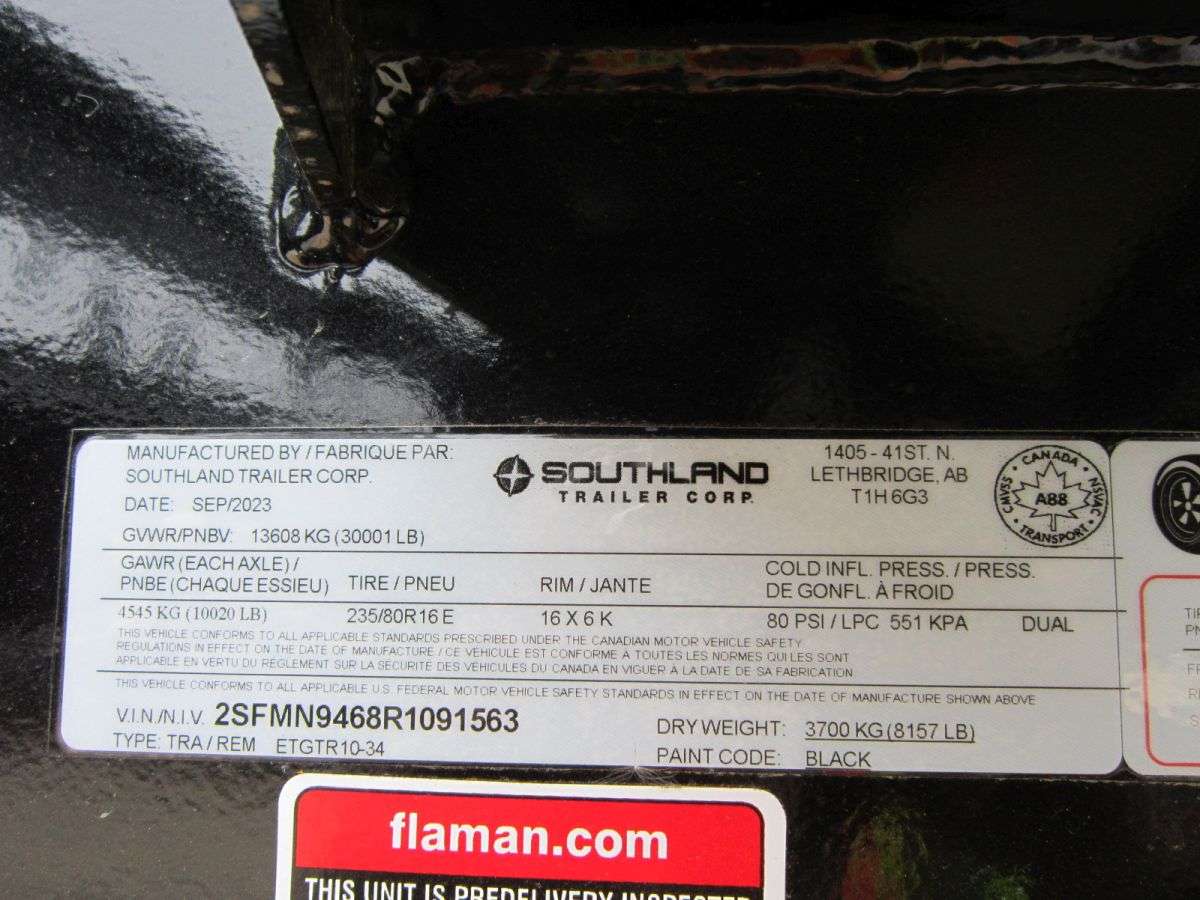 MANUFACTURED BY / FABRIQUE PAR:
SOUTHLAND TRAILER CORP.
DATE: SEP/2023
GVWR/PNBV: 13608 KG (30001 LB)
SOUTHLAND
TRAILER CORP.
1405 - 41ST. N.
LETHBRIDGE, AB
T1H 6G3
CANADA
CMVSS
A88
NSVAC
TRANSPORT
GAWR (EACH AXLE) /
PNBE (CHAQUE ESSIEU) TIRE / PNEU RIM / JANTE
COLD INFL. PRESS. / PRESS.
DE GONFL. À FROID
4545 KG (10020 LB) 235/80R16 E 16 X 6 K 80 PSI / LPC 551 KPA DUAL
THIS VEHICLE CONFORMS TO ALL APPLICABLE STANDARDS PRESCRIBED UNDER THE CANADIAN MOTOR VEHICLE SAFETY
REGULATIONS IN EFFECT ON THE DATE OF MANUFACTURE / CE VÉHICULE EST CONFORME A TOUTES LES NORMES QUI LES SONT
APPLICABLE EN VERTU DU RÈGLEMENT SUR LA SECURITE DES VÉHICULES DU CANADA EN VIGUER À LA DATE DE SA FABRICATION
THIS VEHICLE CONFORMS TO ALL APPLICABLE U.S. FEDERAL MOTOR VEHICLE SAFETY STANDARDS IN EFFECT ON THE DATE OF MANUFACTURE SHOWN ABOVE
V.I.N./N.I.V. 2SFMN9468R1091563 DRY WEIGHT: 3700 KG (8157 LB)
TYPE: TRA / REM ETGTR10-34 PAINT CODE: BLACK
flaman.com
THIS UNIT IS PREDELIVERY INSPECTED